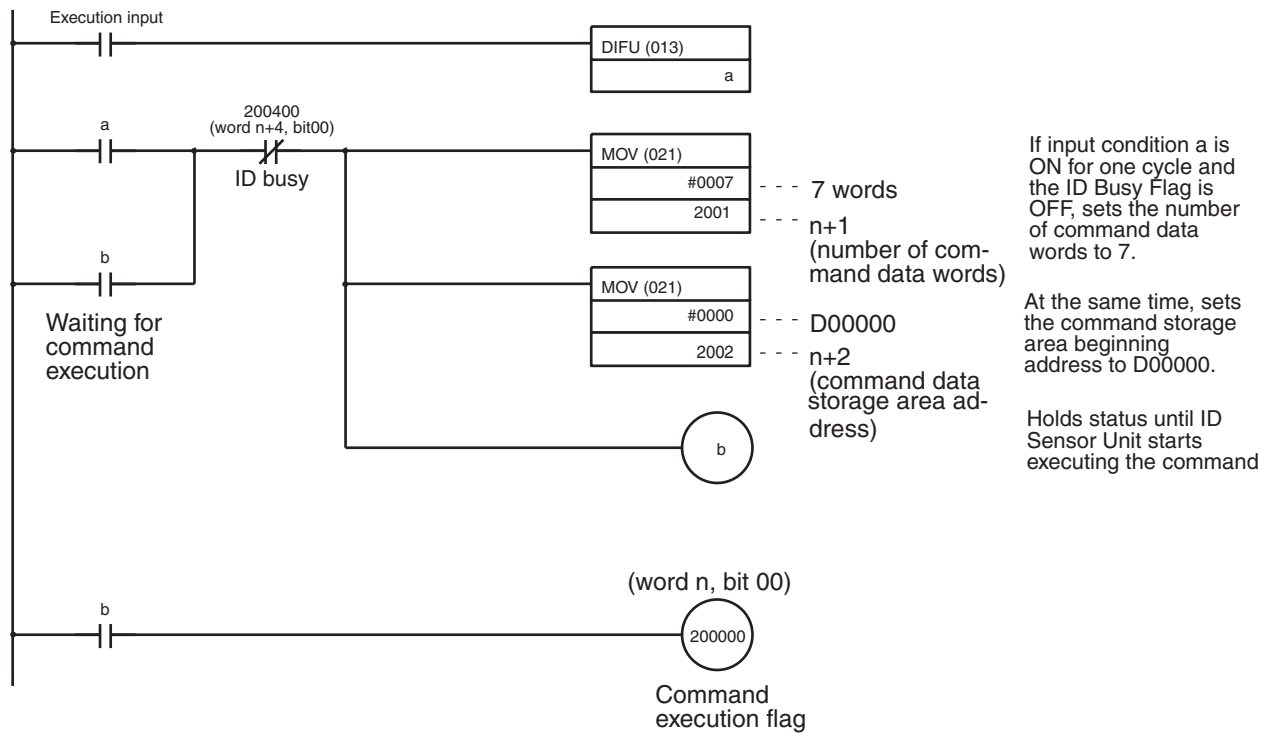 Execution input
DIFU (013)
a
a
200400
(word n+4, bit00)
ID busy
MOV (021)
#0007
- - - 7 words
2001
- - - n+1
(number of com-
mand data words)
If input condition a is
ON for one cycle and
the ID Busy Flag is
OFF, sets the number
of command data
words to 7.
b
Waiting for
command
execution
MOV (021)
#0000
- - - D00000
2002
- - - n+2
(command data
storage area ad-
dress)
At the same time, sets
the command storage
area beginning
address to D00000.
b
Holds status until ID
Sensor Unit starts
executing the command
b
(word n, bit 00)
200000
Command
execution flag